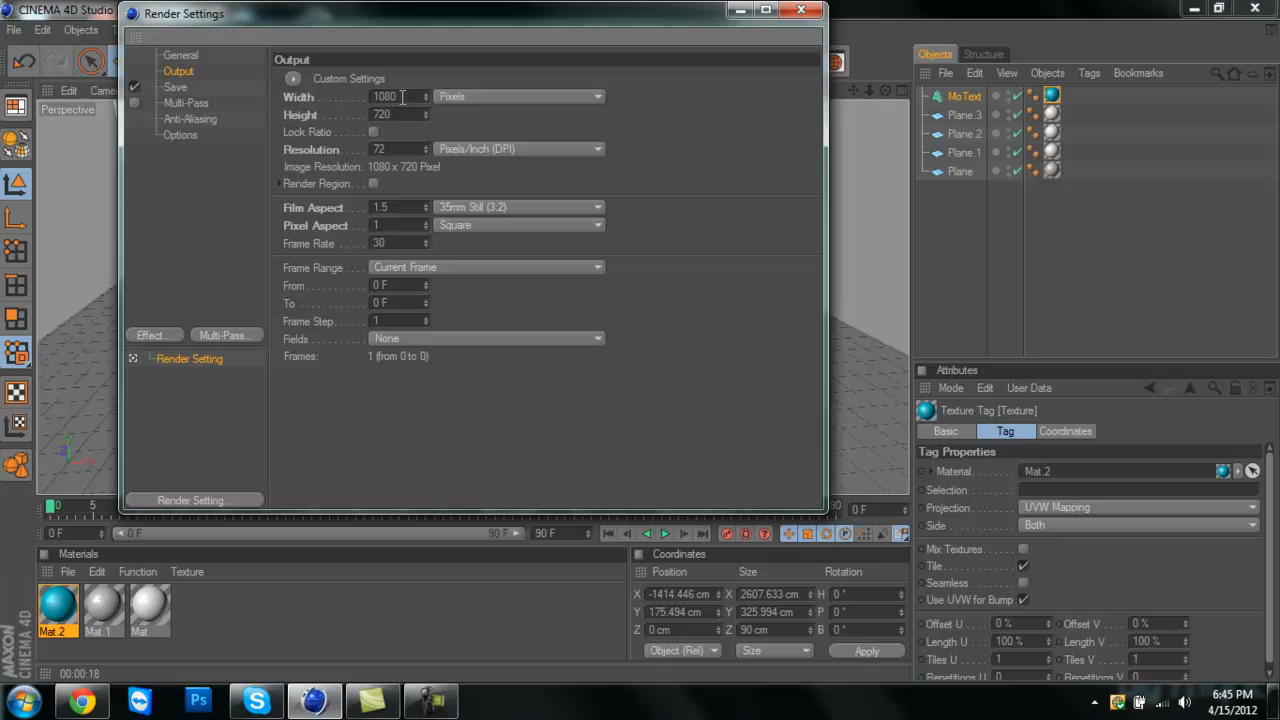 CINEMA 4D Studio
Render Settings
File Edit Objects
Edit Came
Perspective
General
Output
Save
Multi-Pass
Anti-Aliasing
Options
Effect... Multi-Pass...
Render Setting
Render Setting...
Output
Custom Settings
Width 1080 Pixels
Height 720
Lock Ratio
Resolution 72 Pixels/Inch (DPI)
Image Resolution: 1080 x 720 Pixel
Render Region
Film Aspect 1.5 35mm Still (3:2)
Pixel Aspect 1 Square
Frame Rate 30
Frame Range Current Frame
From 0 F
To 0 F
Frame Step 1
Fields None
Frames: 1 (from 0 to 0)
Objects Structure
File Edit View Objects Tags Bookmarks
MoText
Plane.3
Plane.2
Plane.1
Plane
Attributes
Mode Edit User Data
Texture Tag [Texture]
Basic Tag Coordinates
Tag Properties
Material Mat.2
Selection
Projection UVW Mapping
Side Both
Mix Textures
Tile
Seamless
Use UVW for Bump
Offset U 0 % Offset V 0 %
Length U 100 % Length V 100 %
Tiles U 1 Tiles V 1
Repetitions U 0 Repetitions V 0
0 5 90 0 F
0 F 0 F 90 F 90 F
Materials
File Edit Function Texture
Mat.2 Mat.1 Mat
Coordinates
Position Size Rotation
X -1414.446 cm X 2607.633 cm H 0 °
Y 175.494 cm Y 325.994 cm P 0 °
Z 0 cm Z 90 cm B 0 °
Object (Rel) Size Apply
MAXON
CINEMA 4D
00:00:18
Ps
6:45 PM
4/15/2012